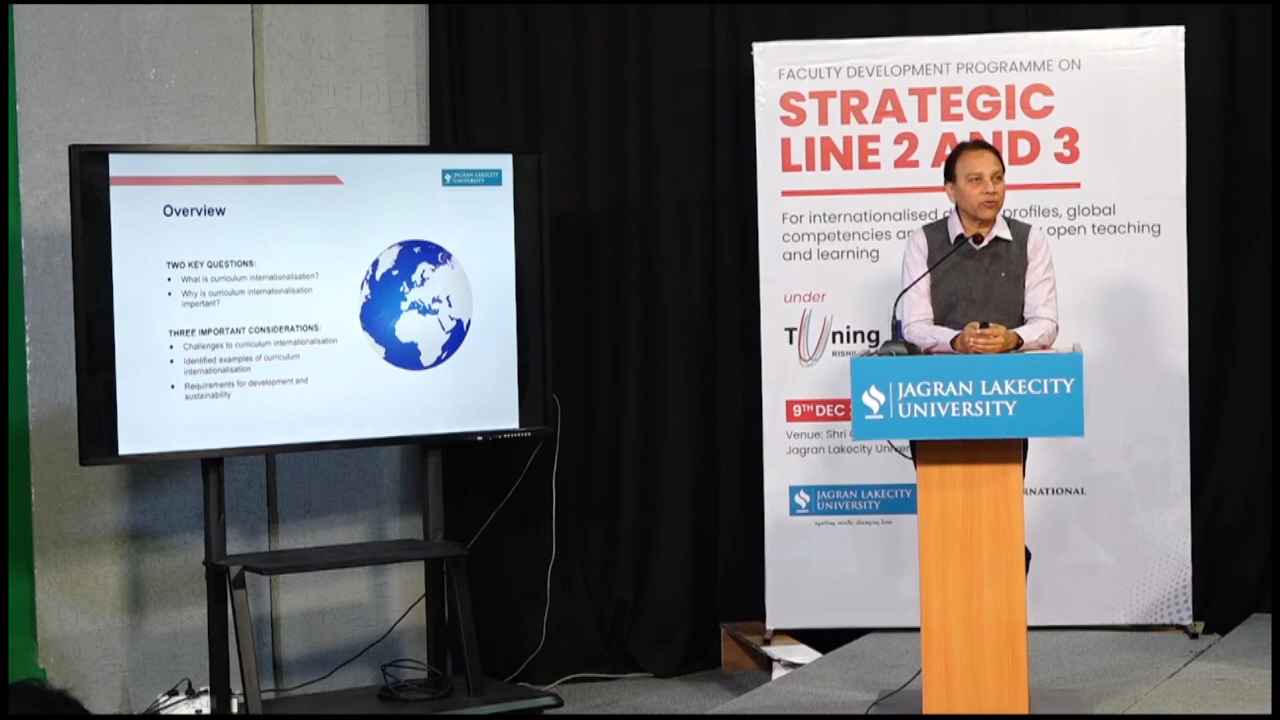 JAGRAN LAKECITY
UNIVERSITY
Overview
TWO KEY QUESTIONS:
• What is curriculum internationalisation?
• Why is curriculum internationalisation
important?
THREE IMPORTANT CONSIDERATIONS:
• Challenges to curriculum internationalisation
• Identified examples of curriculum
internationalisation
• Requirements for development and
sustainability
FACULTY DEVELOPMENT PROGRAMME ON
STRATEGIC
LINE 2 AND 3
For internationalised profiles, global
competencies open teaching
and learning
under
Tuning
9TH DEC
Venue: Shri
Jagran Lakecity
JAGRAN LAKECITY
UNIVERSITY
JAGRAN LAKECITY
UNIVERSITY